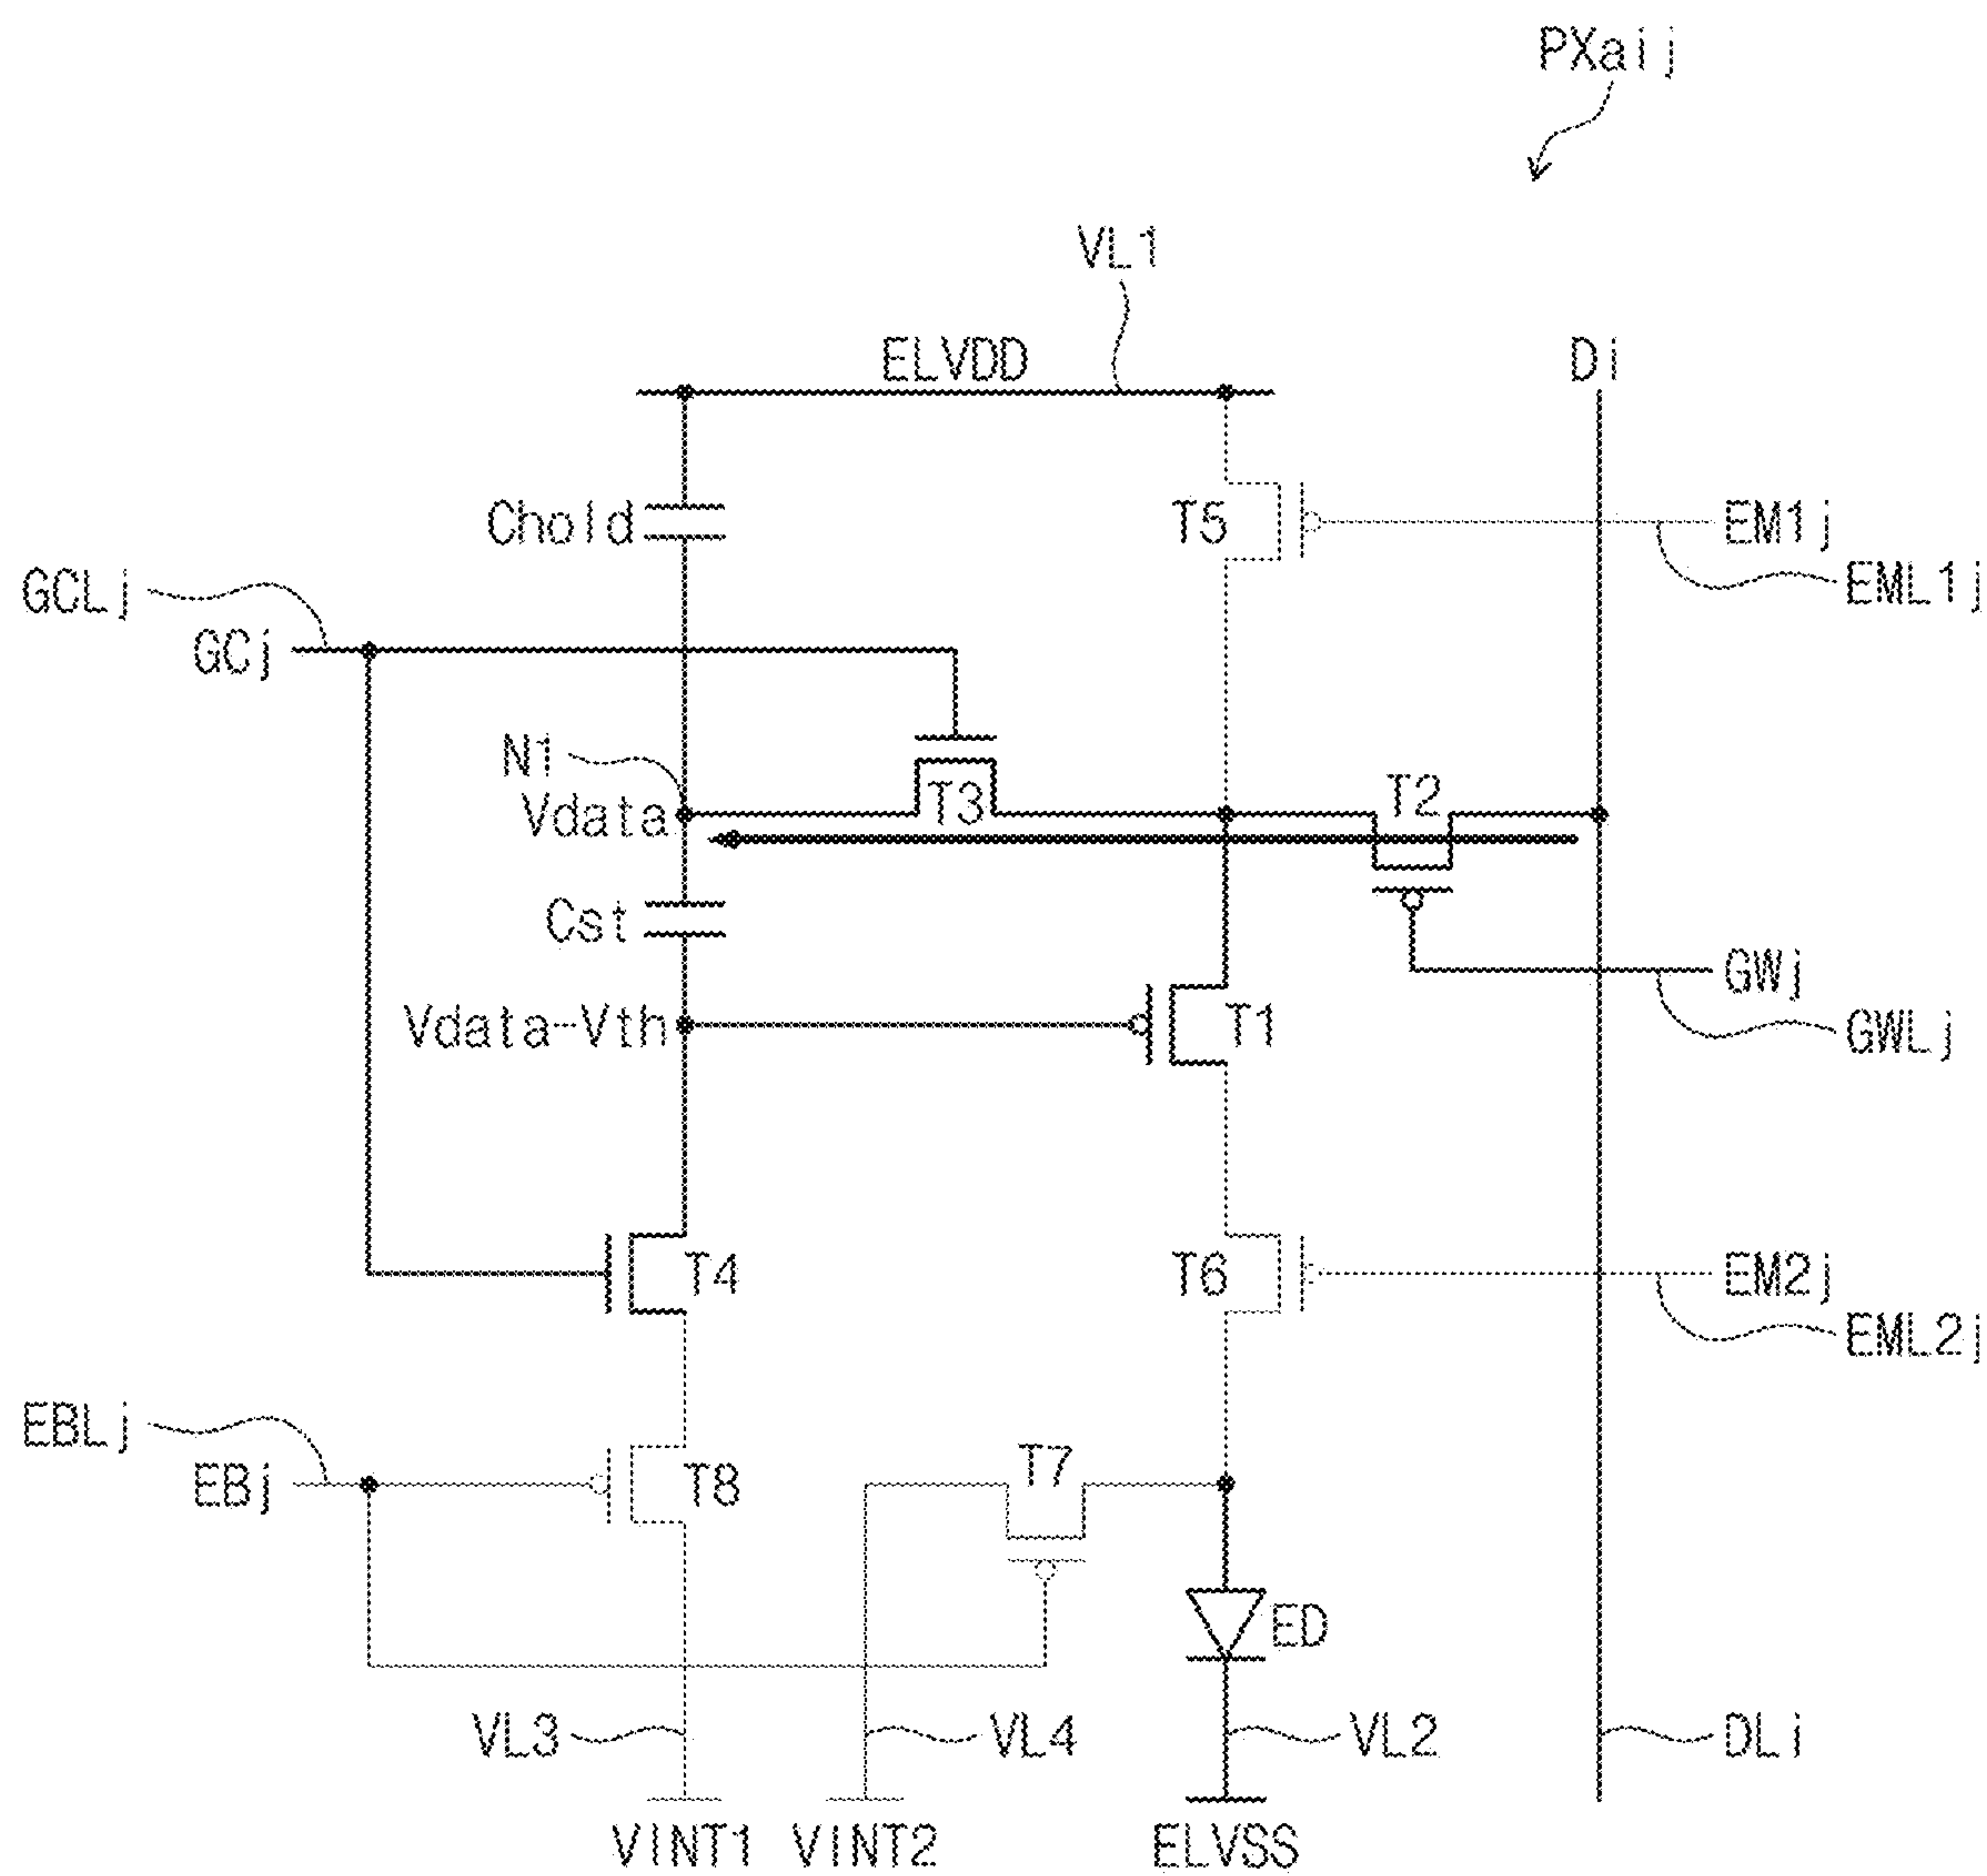 PXaij
VL1
ELVDD
Di
Chold
T5
EM1j
EML1j
GCLj
GCj
N1
Vdata
T3
T2
Cst
GWj
GWLj
Vdata-Vth
T1
T4
T6
EM2j
EML2j
EBLj
EBj
T8
T7
ED
VL3
VL4
VL2
DLi
VINT1
VINT2
ELVSS